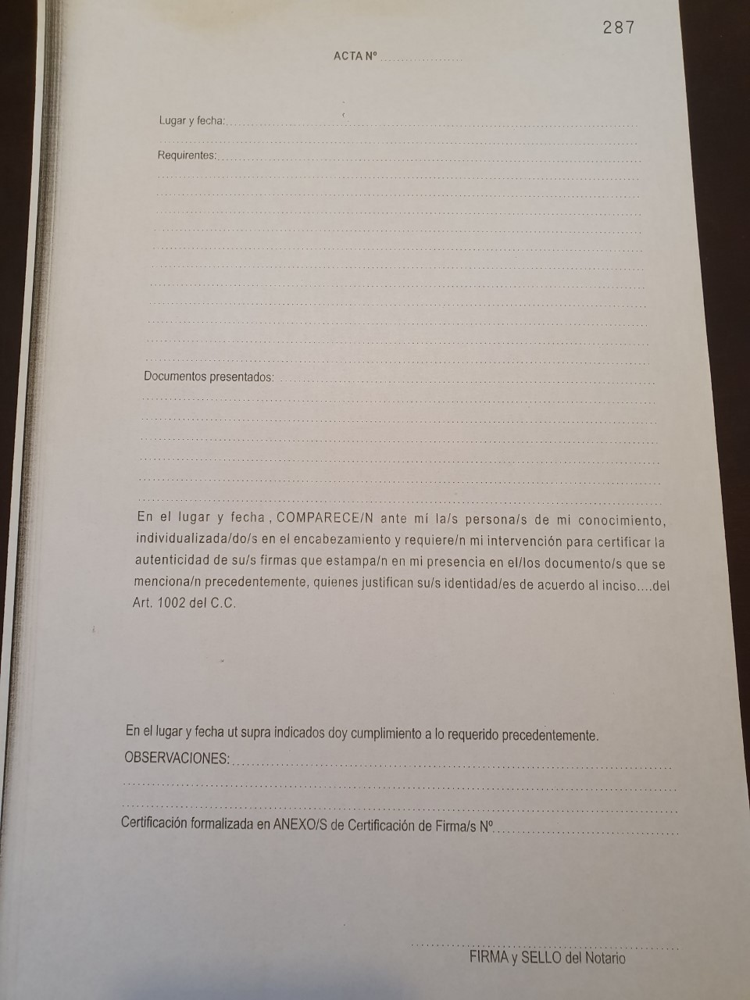 287
ACTA Nº
Lugar y fecha:
Requirentes:
Documentos presentados:
En el lugar y fecha , COMPARECE/N ante mí la/s persona/s de mi conocimiento,
individualizada/do/s en el encabezamiento y requiere/n mi intervención para certificar la
autenticidad de su/s firmas que estampa/n en mi presencia en el/los documento/s que se
menciona/n precedentemente, quienes justifican su/s identidad/es de acuerdo al inciso....del
Art. 1002 del C.C.
En el lugar y fecha ut supra indicados doy cumplimiento a lo requerido precedentemente.
OBSERVACIONES:
Certificación formalizada en ANEXO/S de Certificación de Firma/s Nº
FIRMA y SELLO del Notario